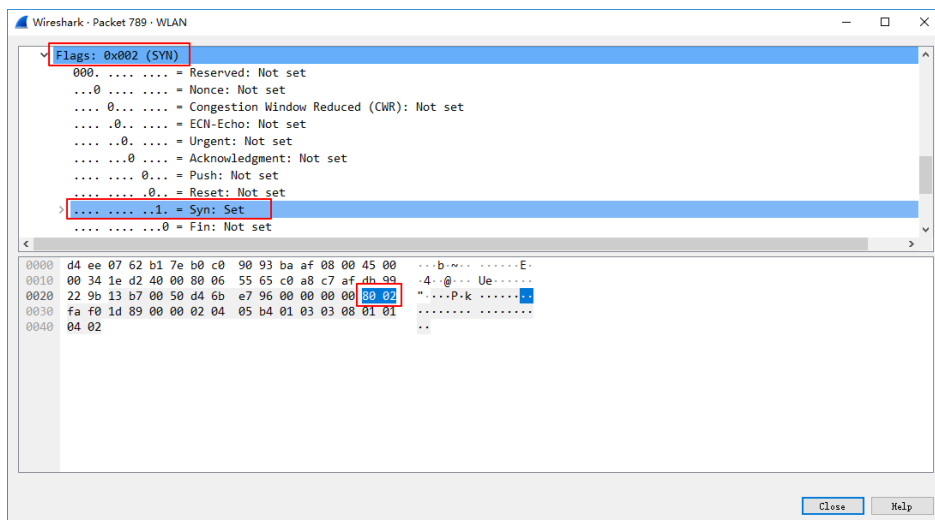 Wireshark · Packet 789 · WLAN
Flags: 0x002 (SYN)
000. .... .... = Reserved: Not set
...0 .... .... = Nonce: Not set
.... 0... .... = Congestion Window Reduced (CWR): Not set
.... .0.. .... = ECN-Echo: Not set
.... ..0. .... = Urgent: Not set
.... ...0 .... = Acknowledgment: Not set
.... .... 0... = Push: Not set
.... .... .0.. = Reset: Not set
.... .... ..1. = Syn: Set
.... .... ...0 = Fin: Not set
0000 d4 ee 07 62 b1 7e b0 c0 90 93 ba af 08 00 45 00 ···b·~·· ······E·
0010 00 34 1e d2 40 00 80 06 55 65 c0 a8 c7 af db 99 ·4··@··· Ue······
0020 22 9b 13 b7 00 50 d4 6b e7 96 00 00 00 00 80 02 "····P·k ········
0030 fa f0 1d 89 00 00 02 04 05 b4 01 03 03 08 01 01 ········ ········
0040 04 02 ··
Close Help